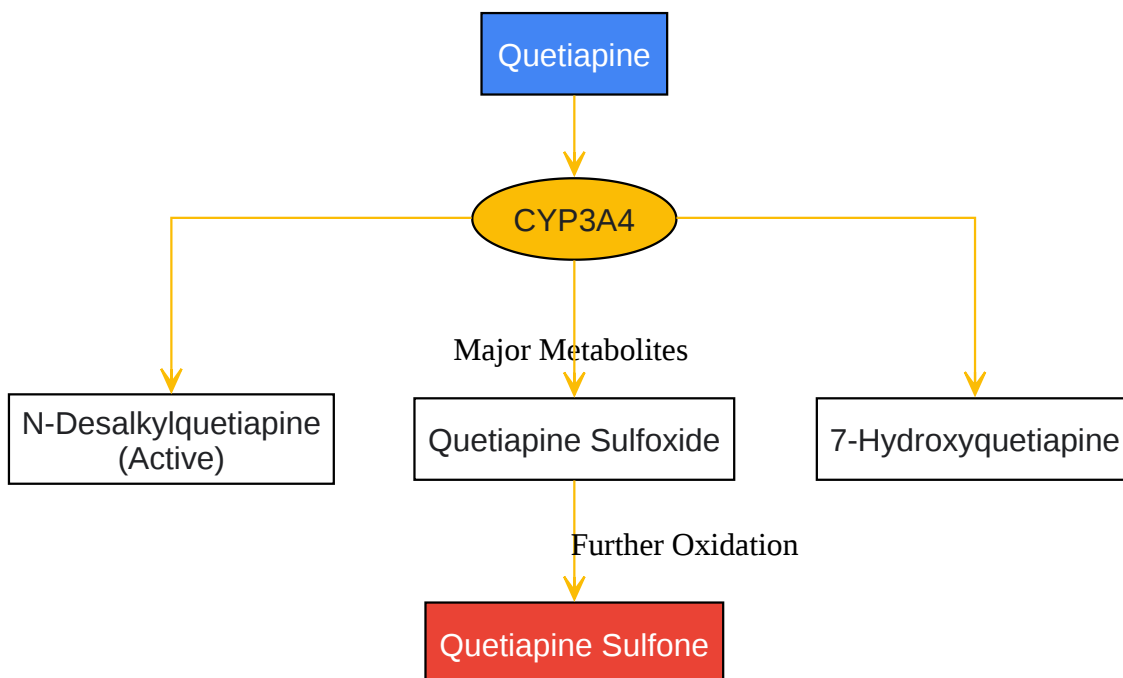 Quetiapine
CYP3A4
Major Metabolites
N-Desalkylquetiapine
(Active)
Quetiapine Sulfoxide
7-Hydroxyquetiapine
Further Oxidation
Quetiapine Sulfone